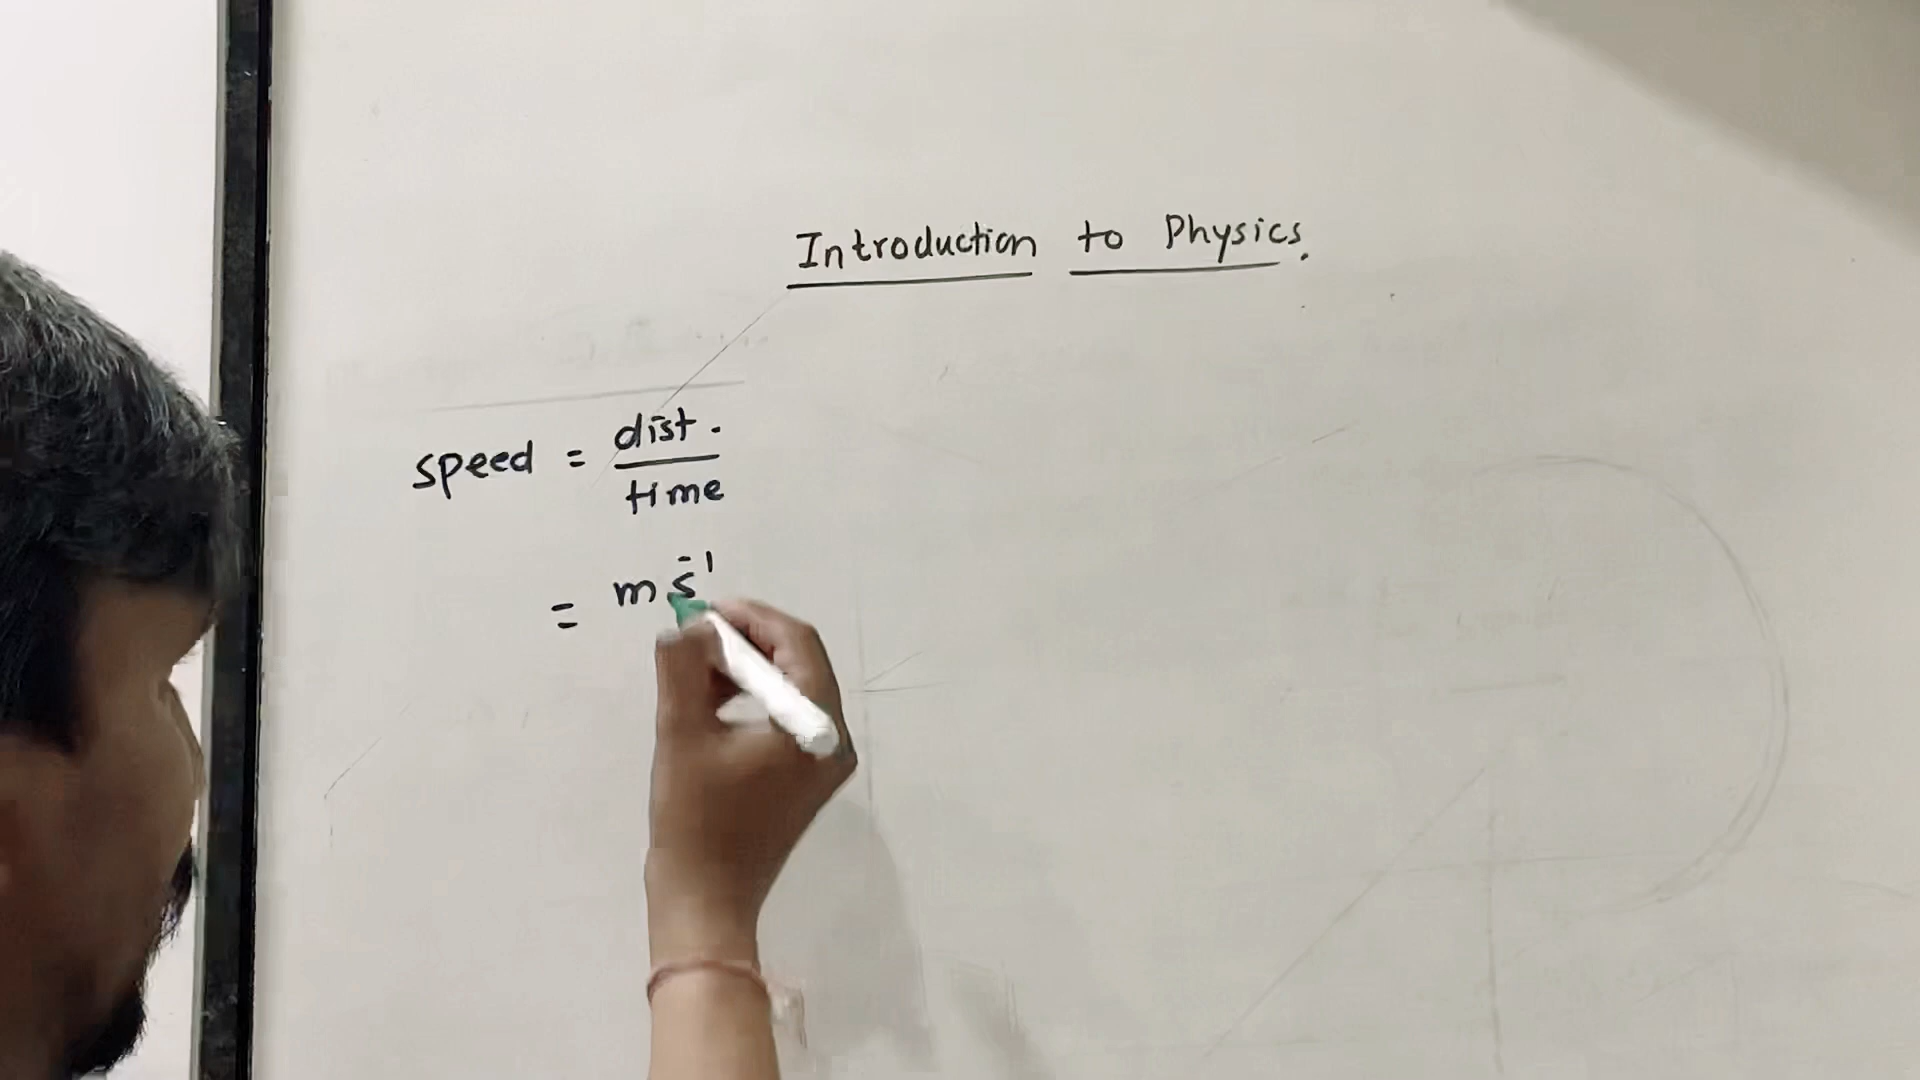 Introduction to Physics.
speed = dist. / time
= m s⁻¹